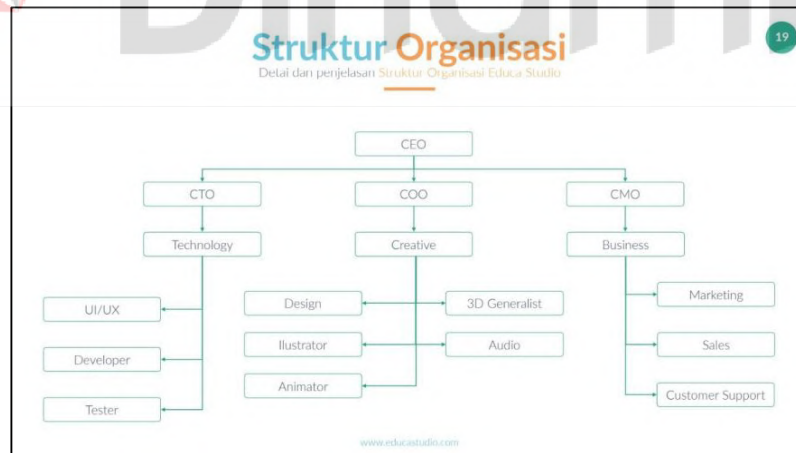 Struktur Organisasi
19
Detai dan penjelasan Struktur Organisasi Educa Studio
CEO
CTO
COO
CMO
Technology
Creative
Business
UI/UX
Developer
Tester
Design
3D Generalist
Ilustrator
Audio
Animator
Marketing
Sales
Customer Support
www.educastudio.com